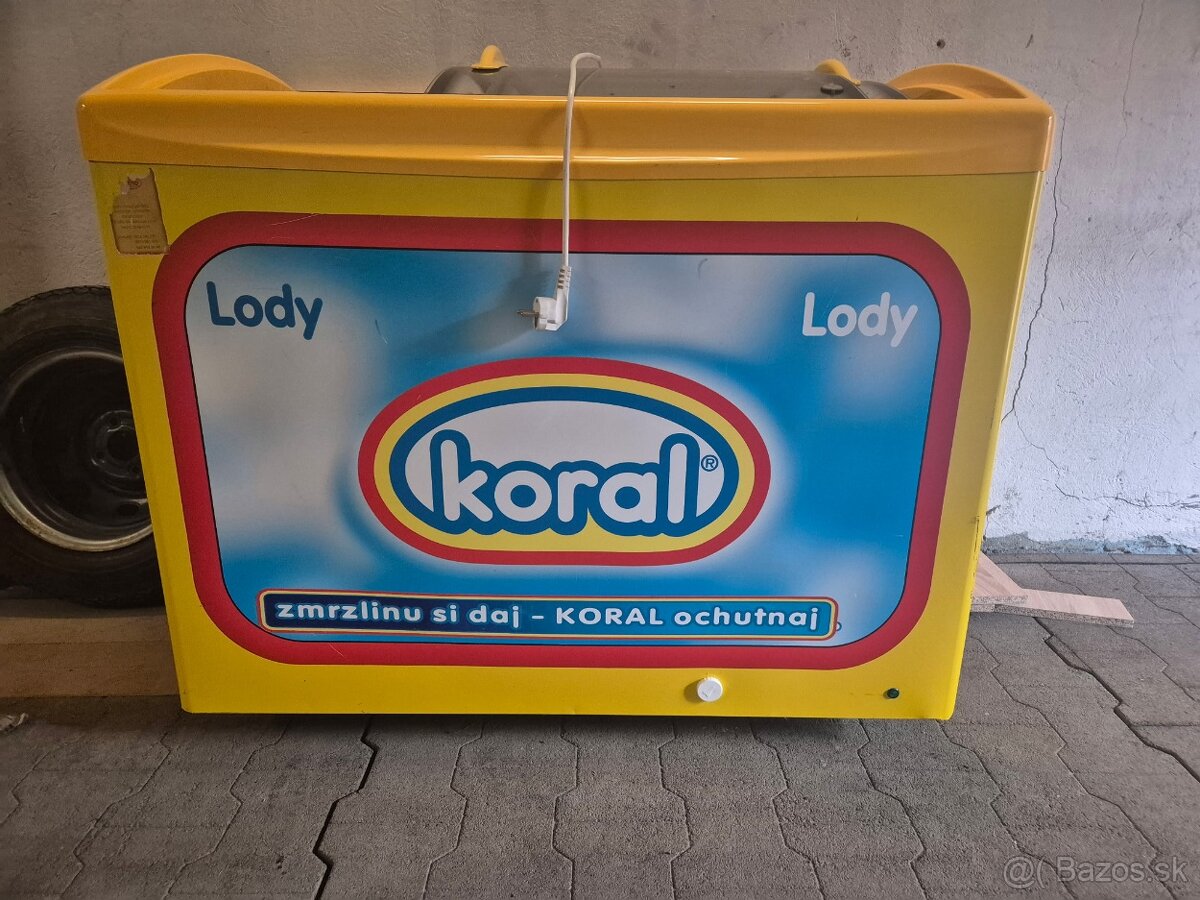 Lody
Lody
koral®
zmrzlinu si daj - KORAL ochutnaj
@( Bazos.sk